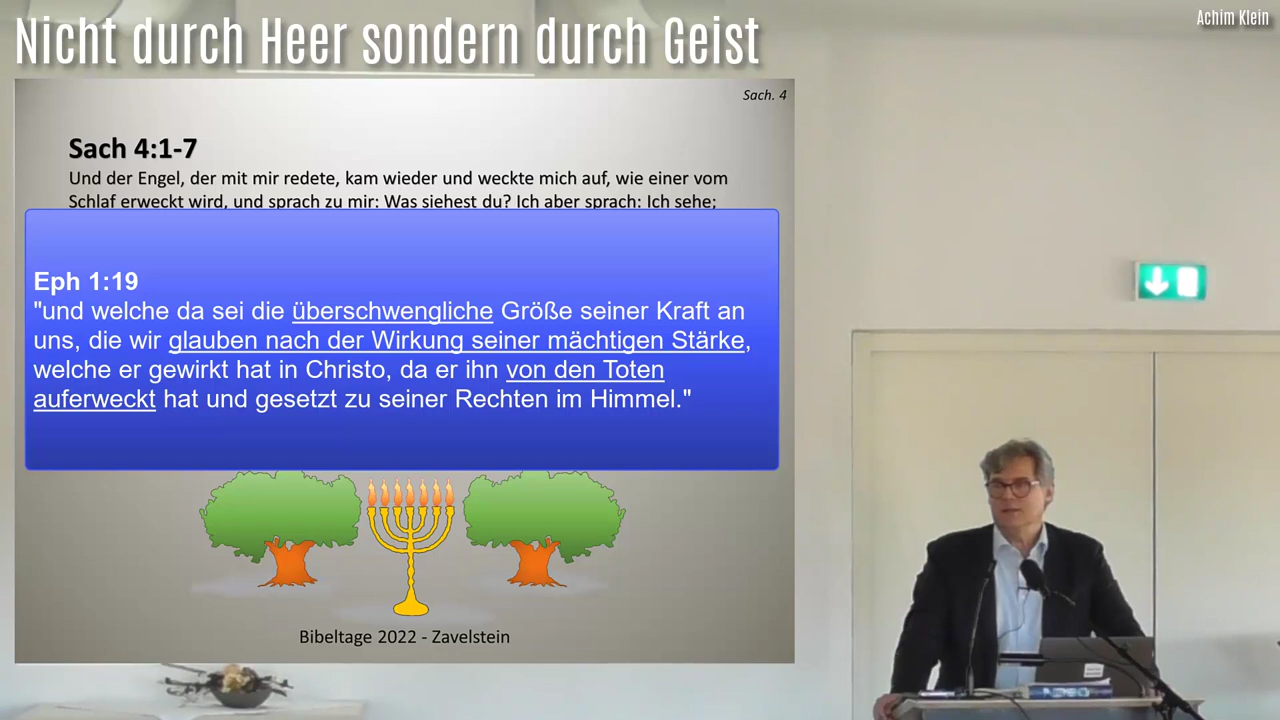 Nicht durch Heer sondern durch Geist
Achim Klein
Sach. 4
Sach 4:1-7
Und der Engel, der mit mir redete, kam wieder und weckte mich auf, wie einer vom
Schlaf erweckt wird, und sprach zu mir: Was siehest du? Ich aber sprach: Ich sehe;
Eph 1:19
"und welche da sei die überschwengliche Größe seiner Kraft an
uns, die wir glauben nach der Wirkung seiner mächtigen Stärke,
welche er gewirkt hat in Christo, da er ihn von den Toten
auferweckt hat und gesetzt zu seiner Rechten im Himmel."
Bibeltage 2022 - Zavelstein